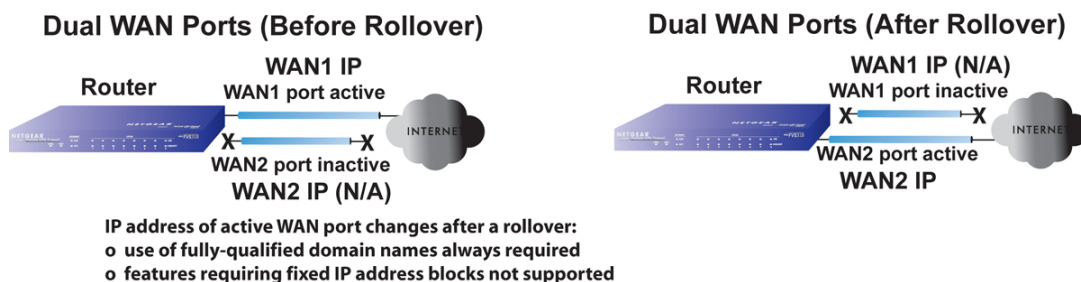 Dual WAN Ports (Before Rollover)
WAN1 IP
Router
WAN1 port active
NETGEAR
INTERNET
X X
WAN2 port inactive
WAN2 IP (N/A)
IP address of active WAN port changes after a rollover:
o use of fully-qualified domain names always required
o features requiring fixed IP address blocks not supported
Dual WAN Ports (After Rollover)
WAN1 IP (N/A)
Router
WAN1 port inactive
X X
NETGEAR
INTERNET
WAN2 port active
WAN2 IP